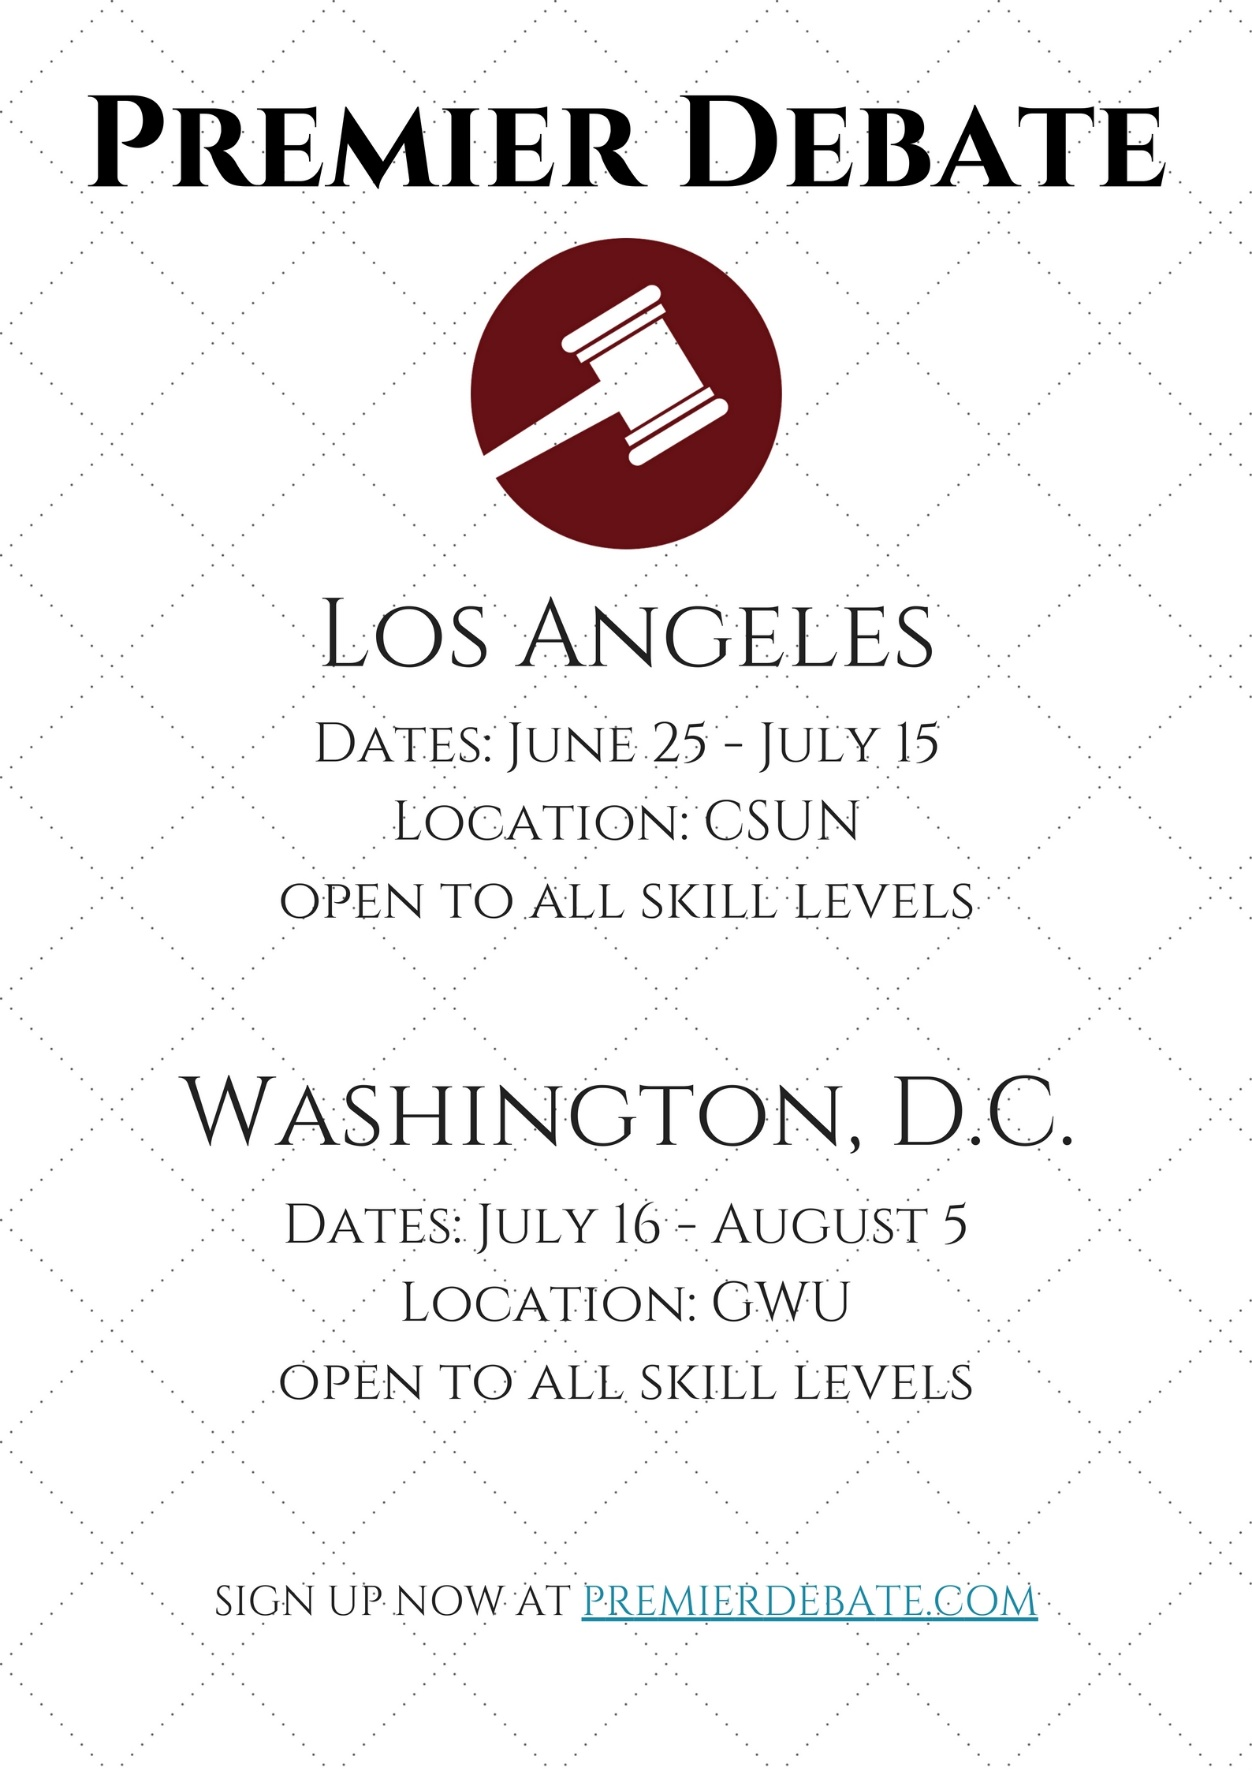 Premier Debate
Los Angeles
Dates: June 25 - July 15
Location: CSUN
open to all skill levels
Washington, D.C.
Dates: July 16 - August 5
Location: GWU
open to all skill levels
sign up now at premierdebate.com